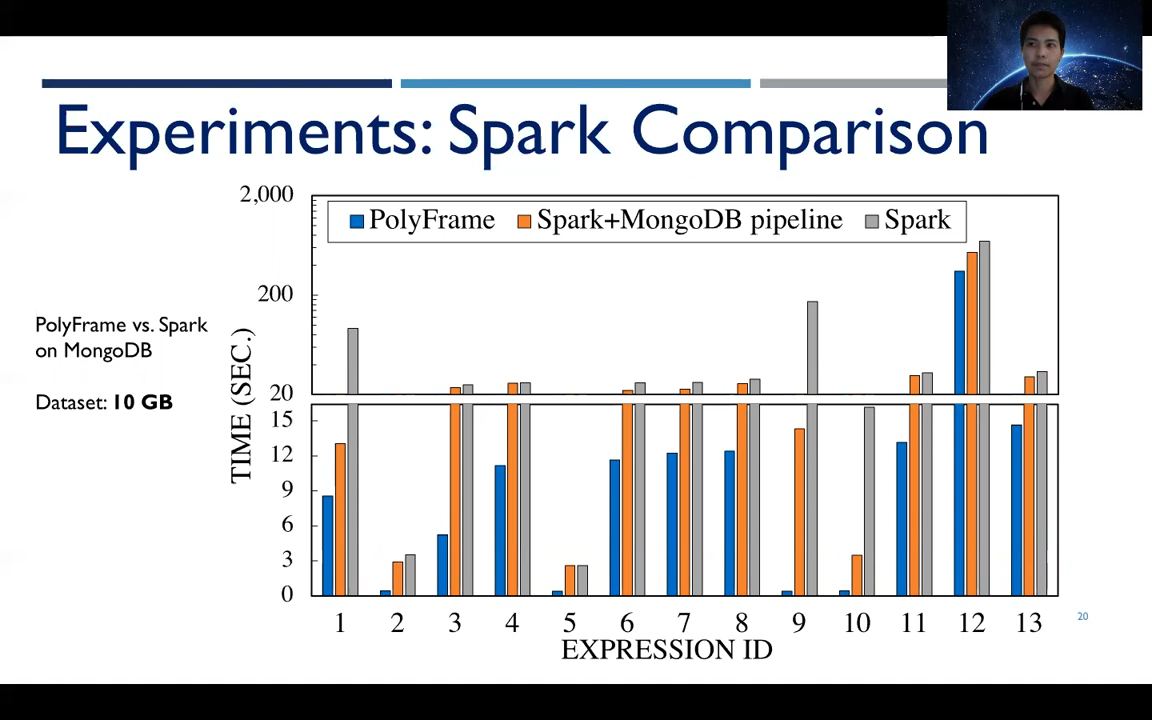 Experiments: Spark Comparison
2,000
PolyFrame Spark+MongoDB pipeline Spark
200
PolyFrame vs. Spark
on MongoDB
Dataset: 10 GB
TIME (SEC.)
20
15
12
9
6
3
0
1 2 3 4 5 6 7 8 9 10 11 12 13
EXPRESSION ID
20